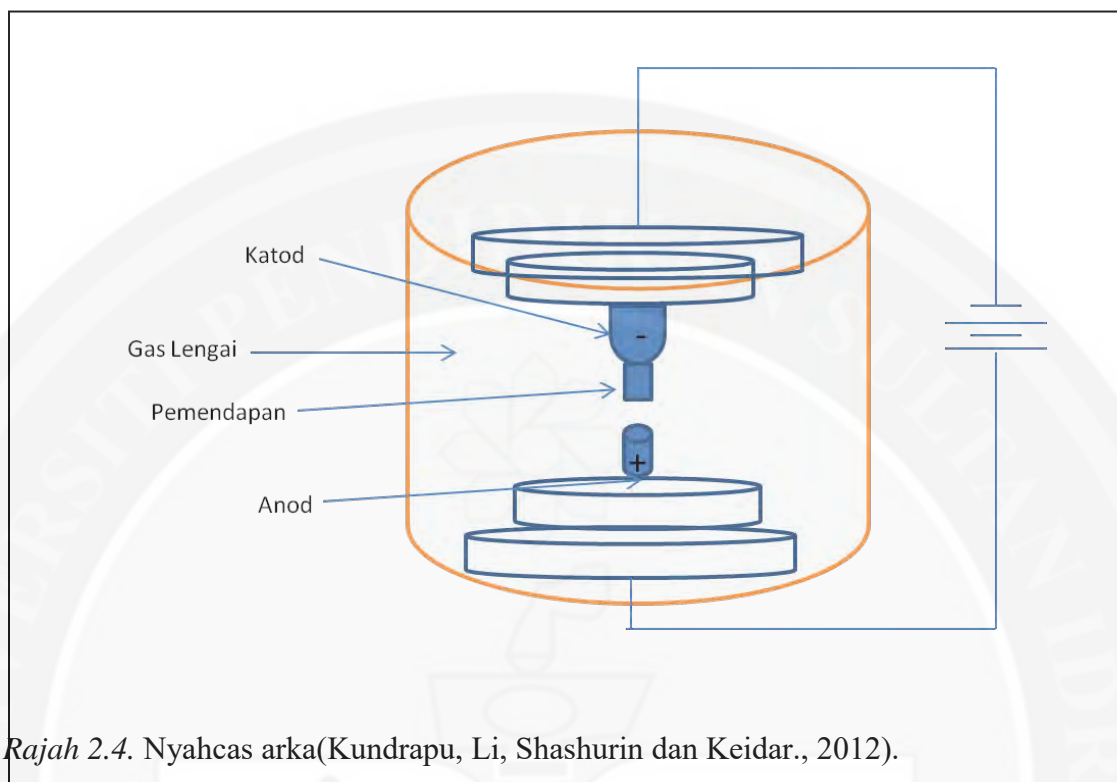 Katod
-
Gas Lengai
Pemendapan
+
Anod
Rajah 2.4. Nyahcas arka(Kundrapu, Li, Shashurin dan Keidar., 2012).